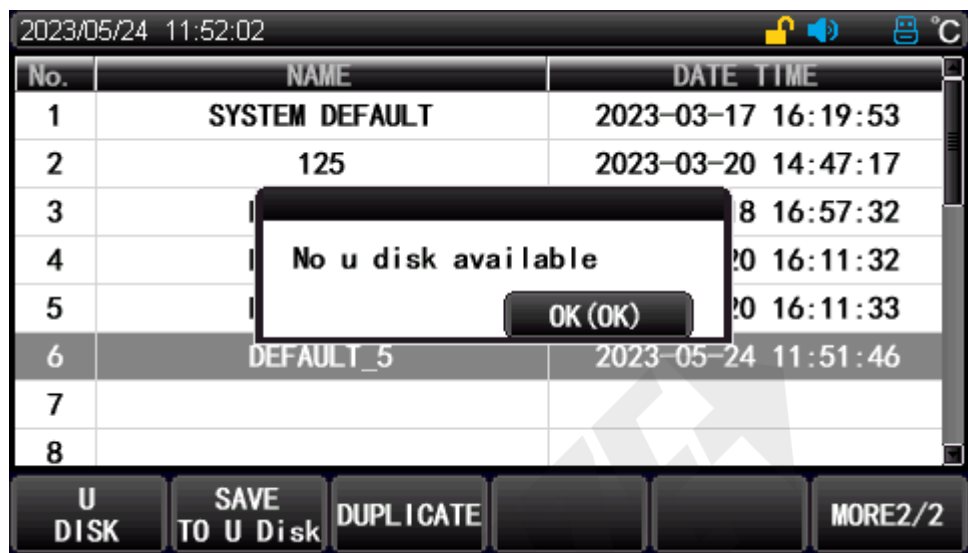 2023/05/24 11:52:02 °C
No. NAME DATE TIME
1 SYSTEM DEFAULT 2023-03-17 16:19:53
2 125 2023-03-20 14:47:17
3 8 16:57:32
No u disk available
4 20 16:11:32
OK(OK)
5 20 16:11:33
6 DEFAULT_5 2023-05-24 11:51:46
7
8
U
DISK
SAVE
TO U Disk
DUPLICATE
MORE2/2